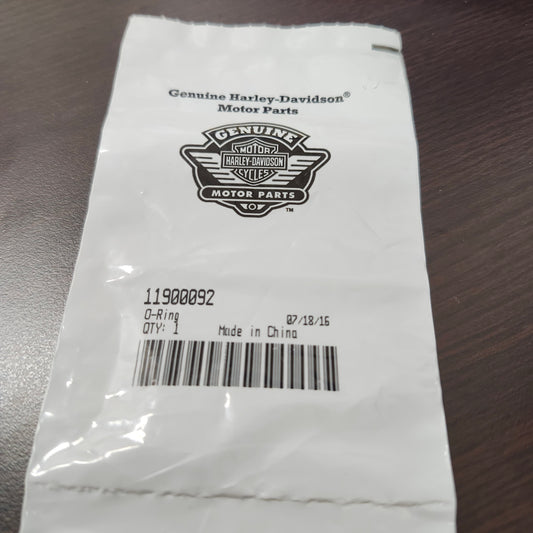 Genuine Harley-Davidson®
Motor Parts
GENUINE
MOTOR
HARLEY-DAVIDSON
CYCLES
MOTOR PARTS
TM
11900092
O-Ring 07/18/16
QTY: 1 Made in China